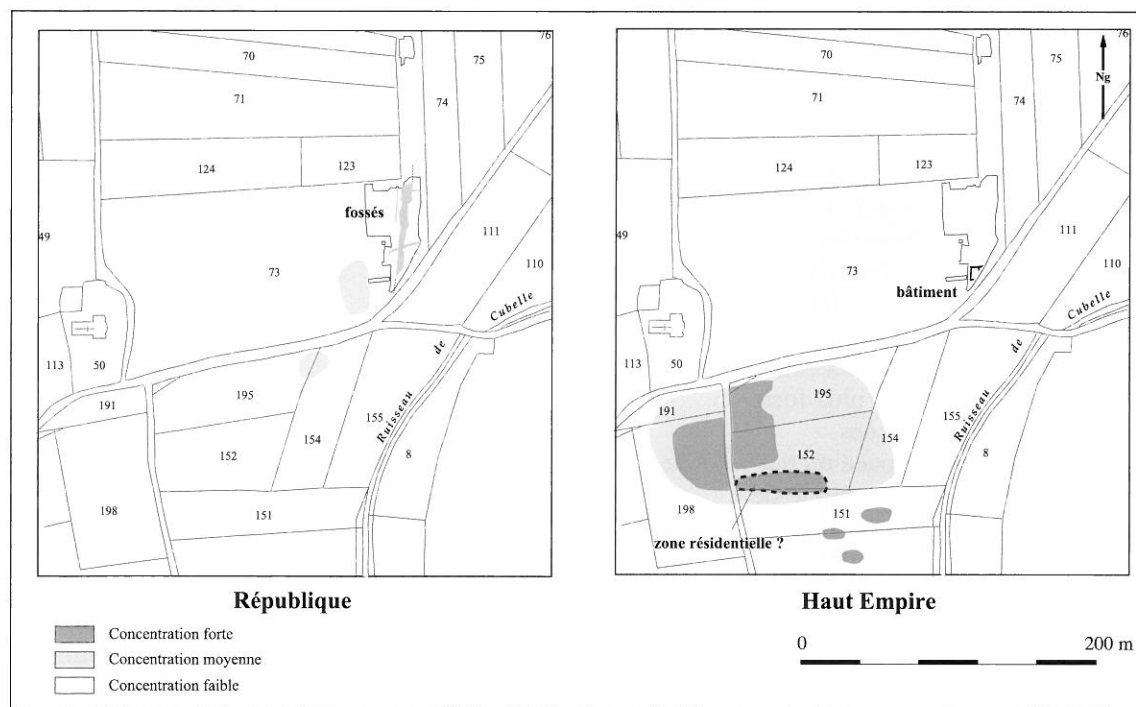 76
70
75
71
74
124
123
fossés
49
111
73
110
Cubelle
de
Ruisseau
113
50
191
195
155
154
152
8
198
151
République
76
Ng
70
75
71
74
124
123
49
111
73
110
bâtiment
Cubelle
de
Ruisseau
113
50
191
195
155
154
152
8
198
151
zone résidentielle ?
Haut Empire
Concentration forte
Concentration moyenne
Concentration faible
0
200 m